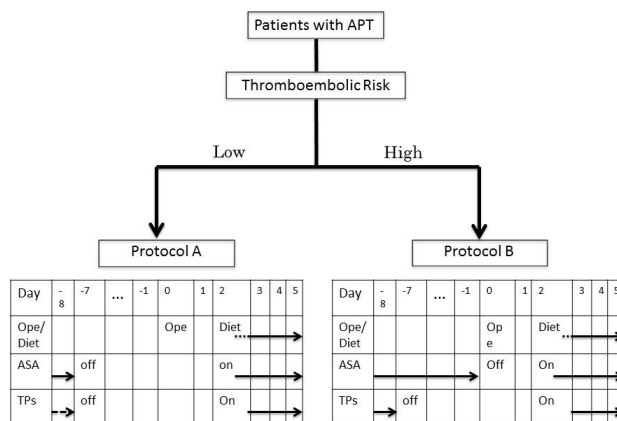 Patients with APT
Thromboembolic Risk
Low High
Protocol A Protocol B
Day -8 -7 ... -1 0 1 2 3 4 5
Ope/Diet Ope Diet
ASA off on
TPs off On
Day -8 -7 ... -1 0 1 2 3 4 5
Ope/Diet Ope Diet
ASA Off On
TPs off On